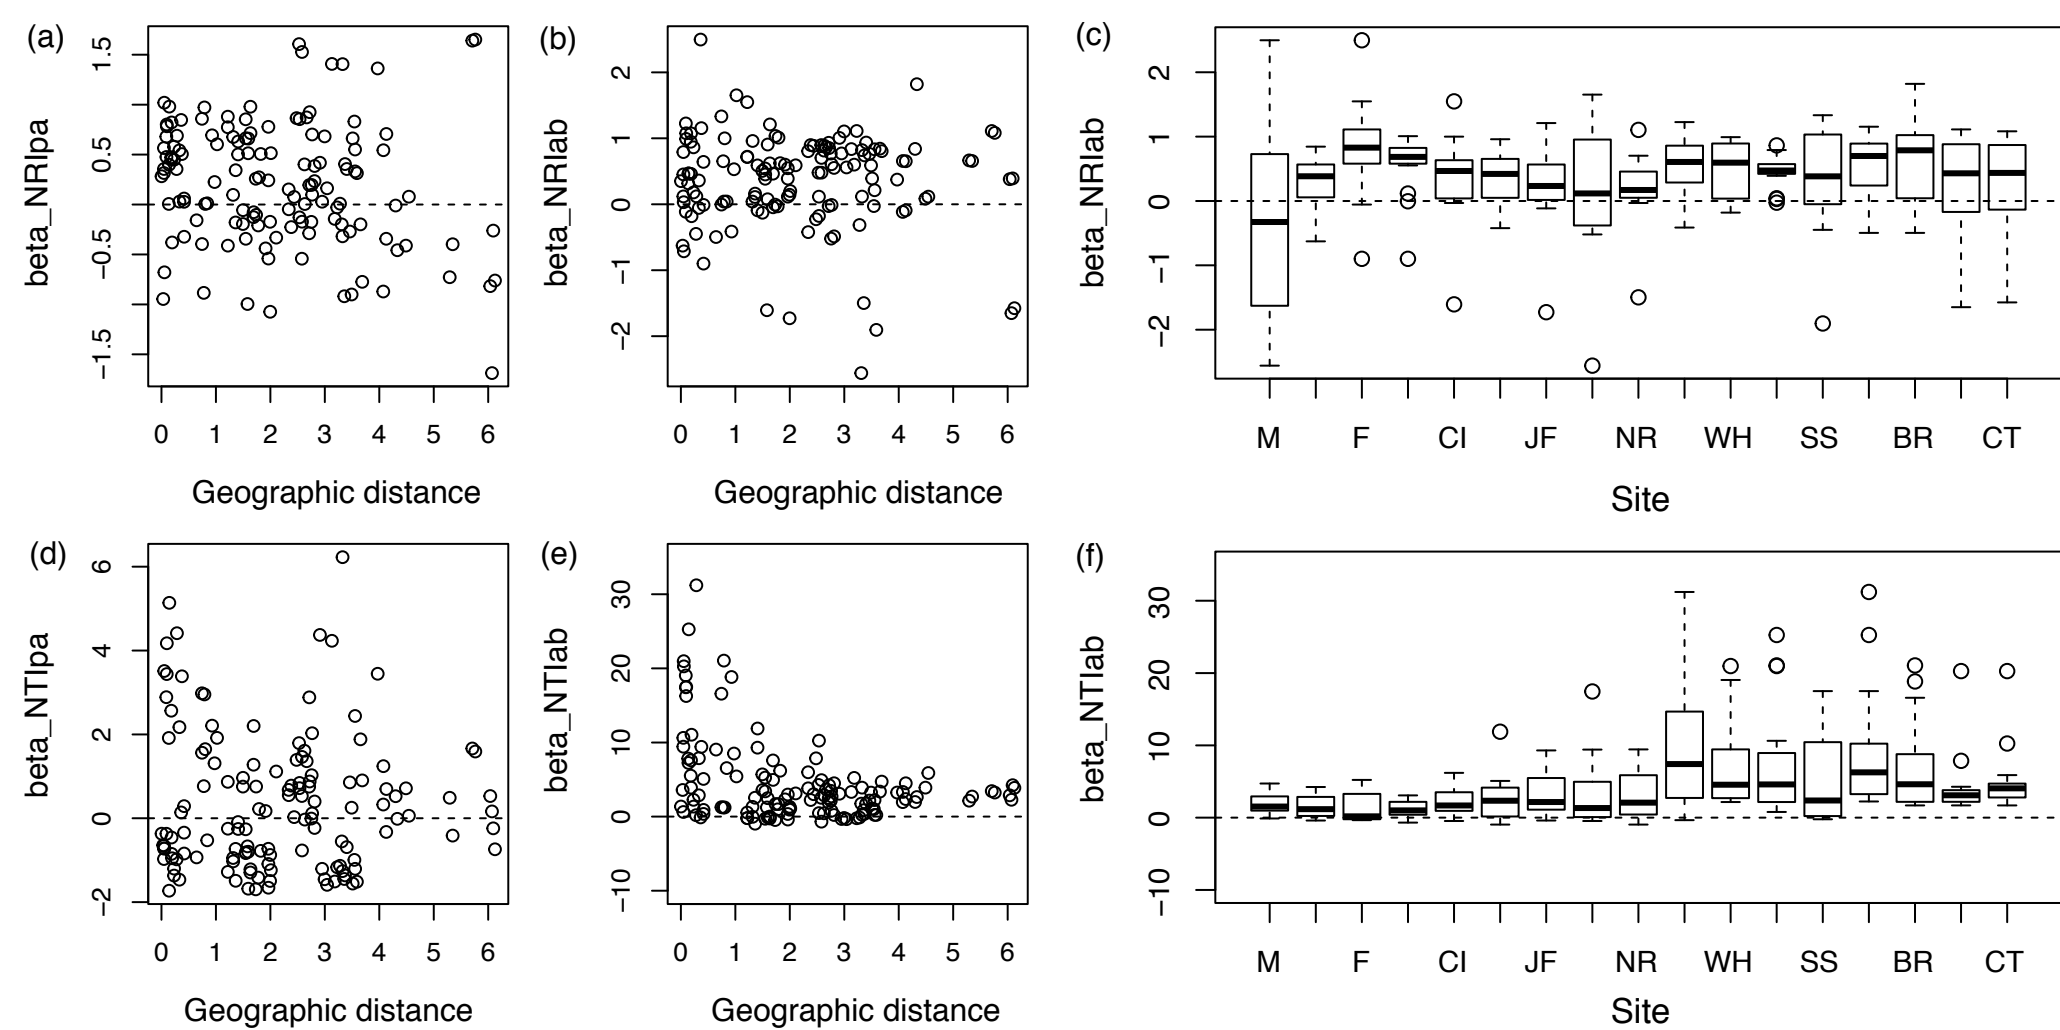 (a)
beta_NRIpa
1.5
0.5
−0.5
−1.5
0 1 2 3 4 5 6
Geographic distance
(b)
beta_NRIab
2
1
0
−1
−2
0 1 2 3 4 5 6
Geographic distance
(c)
beta_NRIab
2
1
0
−1
−2
M F CI JF NR WH SS BR CT
Site
(d)
beta_NTIpa
6
4
2
0
−2
0 1 2 3 4 5 6
Geographic distance
(e)
beta_NTIab
30
20
10
0
−10
0 1 2 3 4 5 6
Geographic distance
(f)
beta_NTIab
30
20
10
0
−10
M F CI JF NR WH SS BR CT
Site